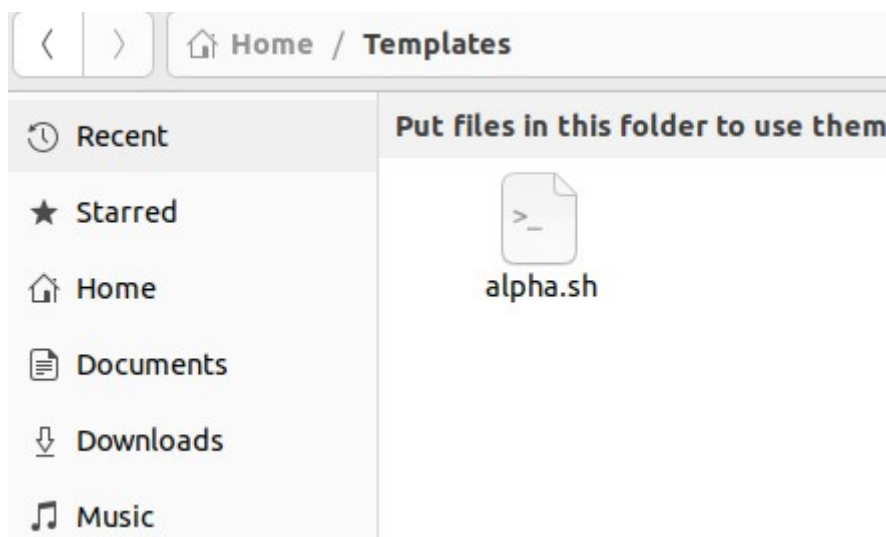 Home / Templates
Recent
Starred
Home
Documents
Downloads
Music
Put files in this folder to use them
>_
alpha.sh